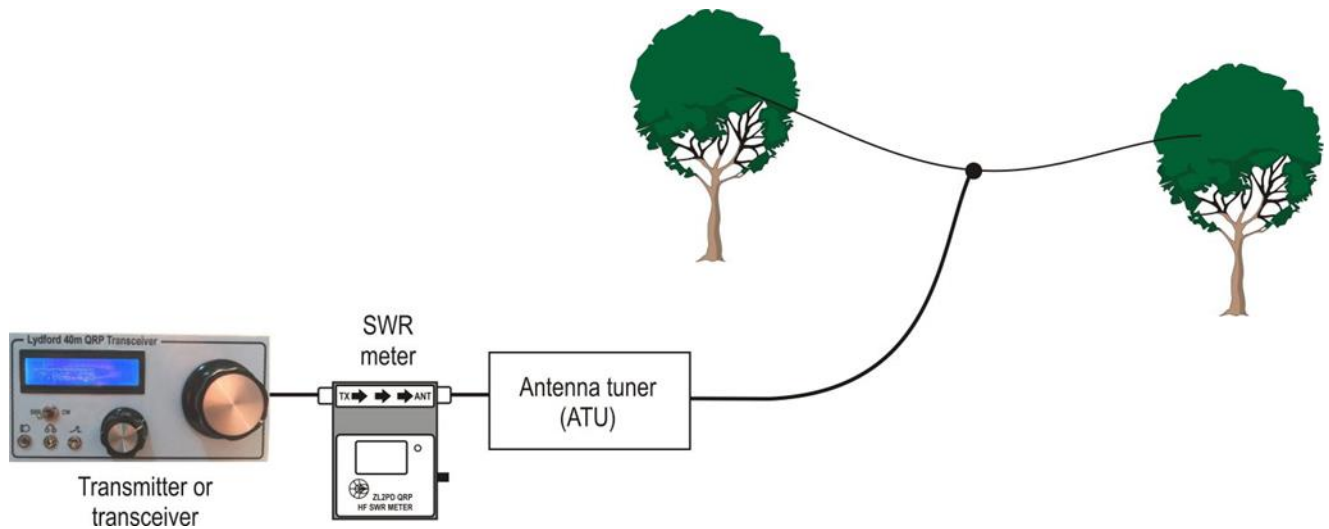 Lydford 40m QRP Transceiver
SWR
meter
TX
ANT
CW
Antenna tuner
(ATU)
ZL2PD QRP
HF SWR METER
Transmitter or
transceiver